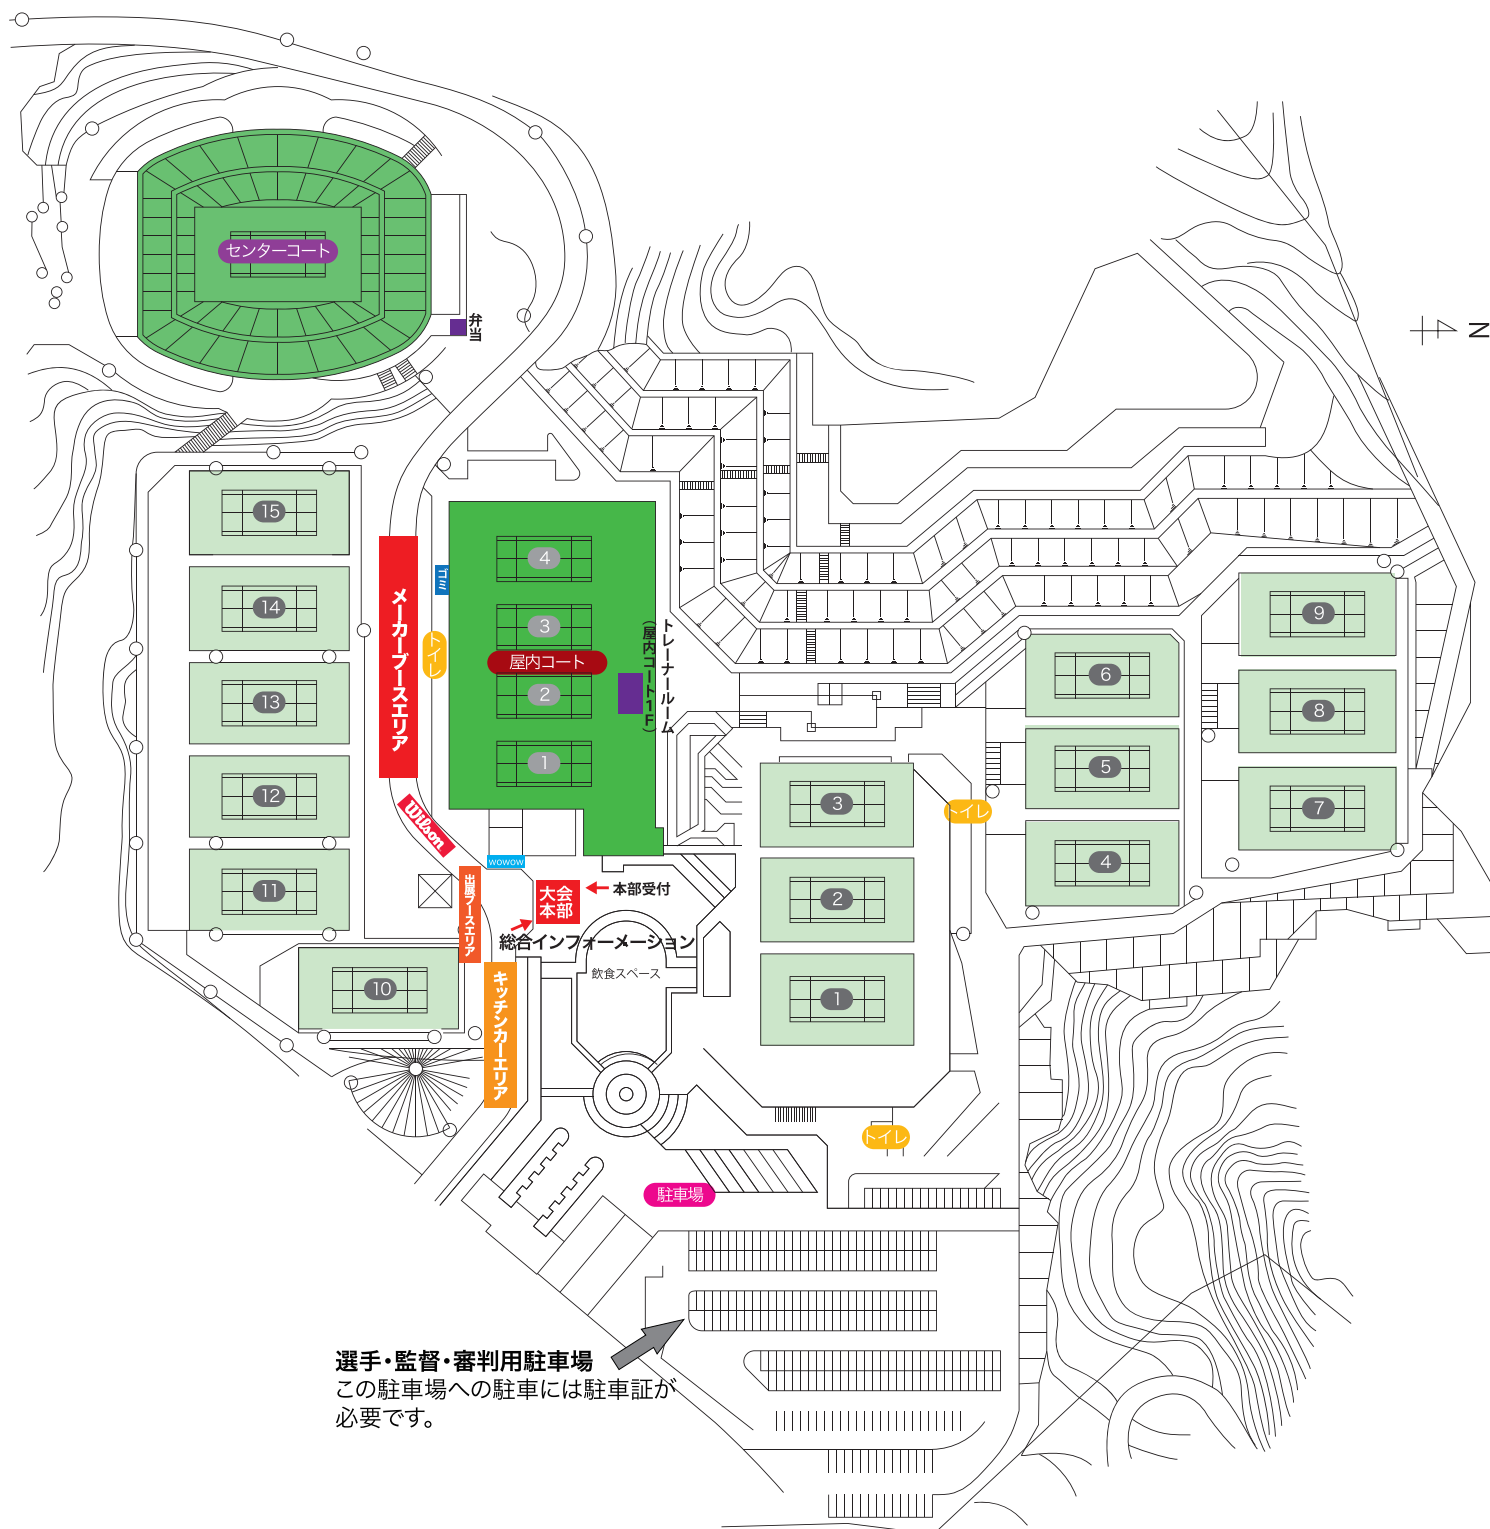 センターコート
弁当
N
15
14
13
12
11
10
メーカーブースエリア
ゴミ
トイレ
4
3
屋内コート
2
1
トレーナールーム
（屋内コート1F）
Wilson
WOWOW
出展ブースエリア
大会
本部
本部受付
総合インフォーメーション
飲食スペース
キッチンカーエリア
3
2
1
トイレ
6
5
4
9
8
7
トイレ
駐車場
選手・監督・審判用駐車場
この駐車場への駐車には駐車証が
必要です。